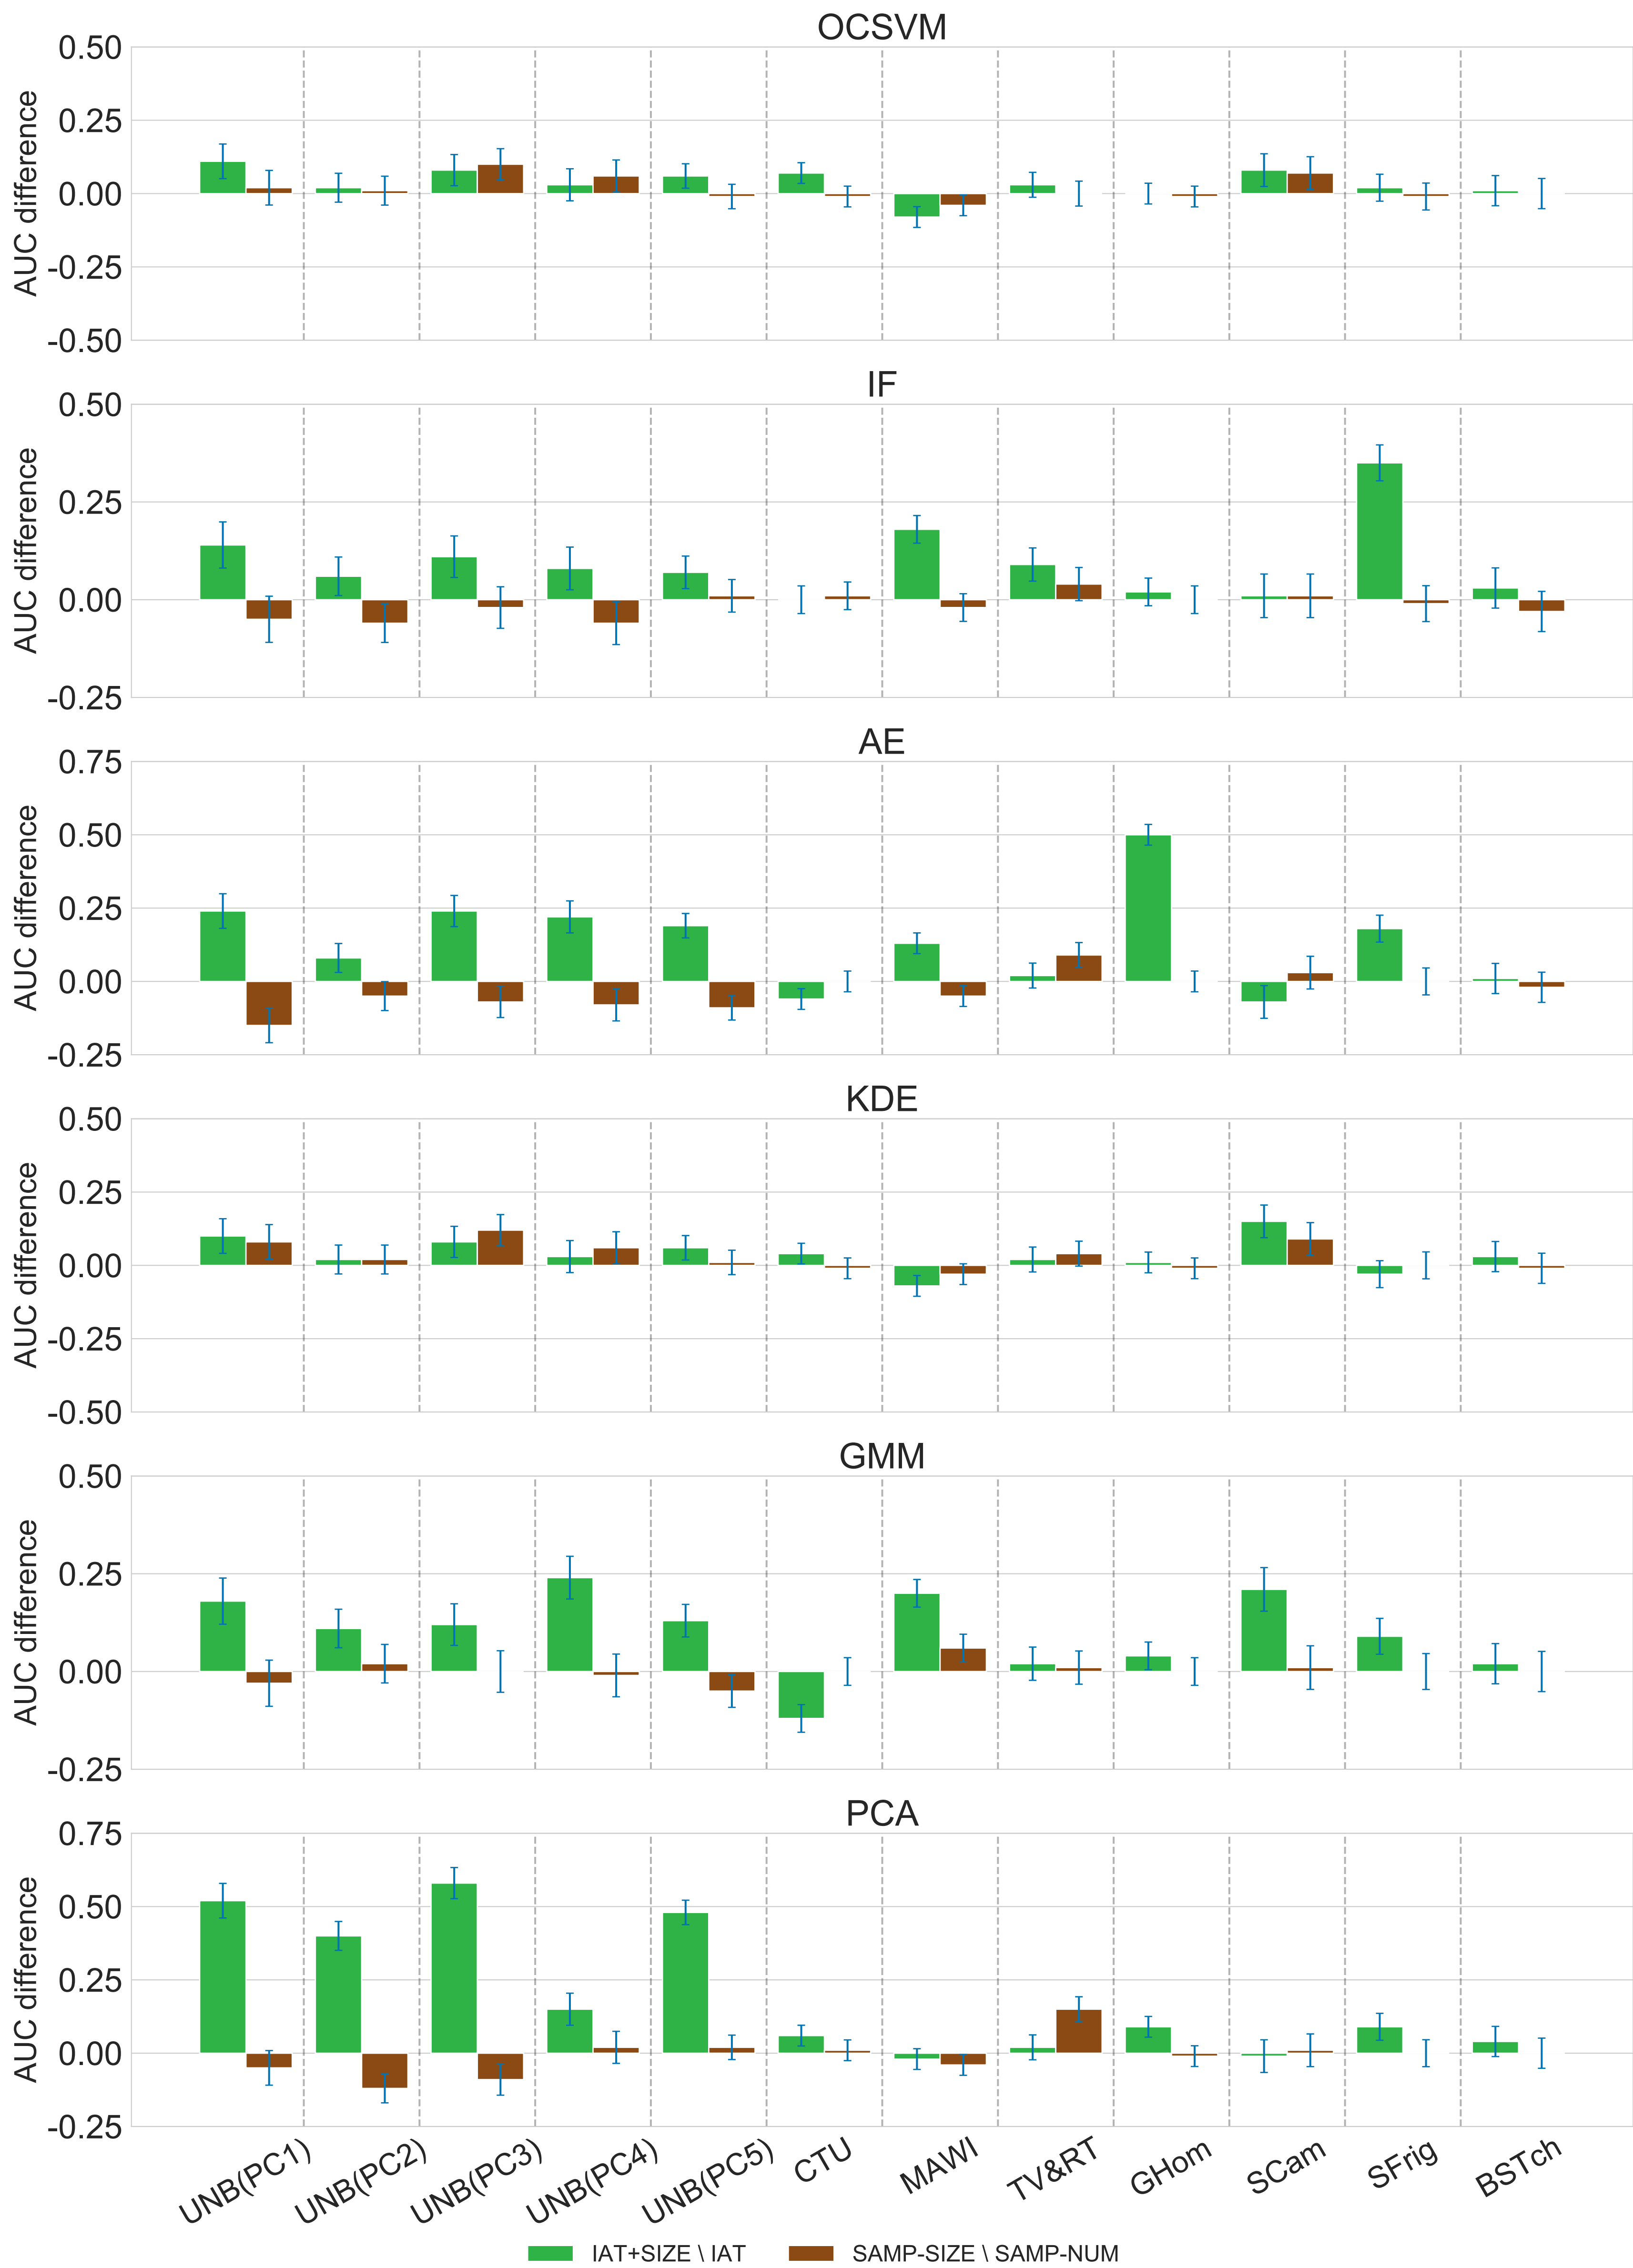 OCSVM
AUC difference
0.50
0.25
0.00
-0.25
-0.50
IF
AUC difference
0.50
0.25
0.00
-0.25
AE
AUC difference
0.75
0.50
0.25
0.00
-0.25
KDE
AUC difference
0.50
0.25
0.00
-0.25
-0.50
GMM
AUC difference
0.50
0.25
0.00
-0.25
PCA
AUC difference
0.75
0.50
0.25
0.00
-0.25
UNB(PC1)
UNB(PC2)
UNB(PC3)
UNB(PC4)
UNB(PC5)
CTU
MAWI
TV&RT
GHom
SCam
SFrig
BSTch
IAT+SIZE \ IAT
SAMP-SIZE \ SAMP-NUM